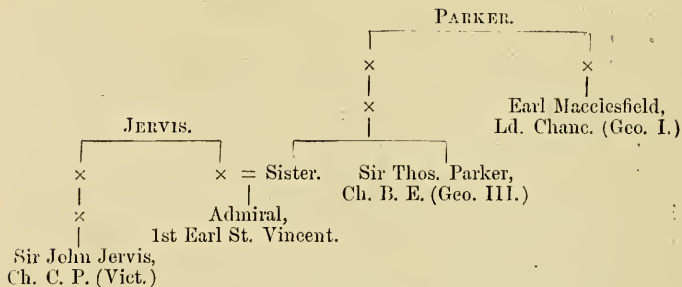 PARKER.
×
×
×
Earl Macclesfield,
Ld. Chanc. (Geo. I.)
JERVIS.
×
× = Sister.
Sir Thos. Parker,
Ch. B. E. (Geo. III.)
×
Admiral,
1st Earl St. Vincent.
Sir John Jervis,
Ch. C. P. (Vict.)